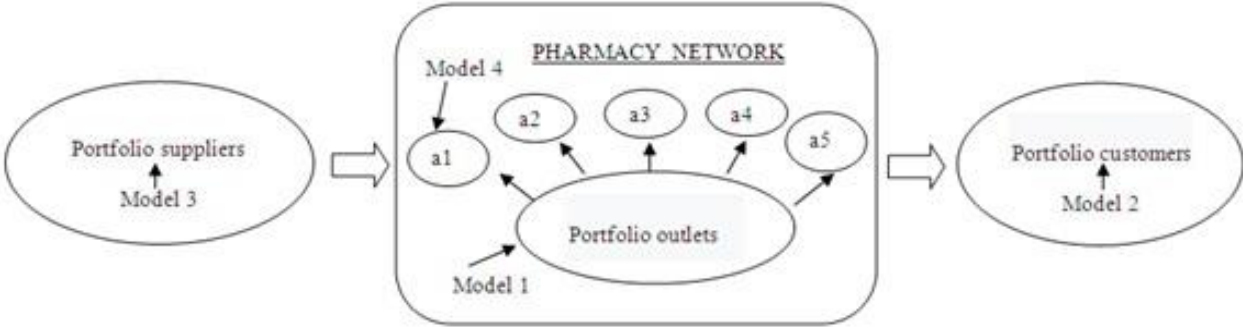 PHARMACY NETWORK
Model 4
a1
a2
a3
a4
a5
Portfolio suppliers
Model 3
Portfolio outlets
Model 1
Portfolio customers
Model 2